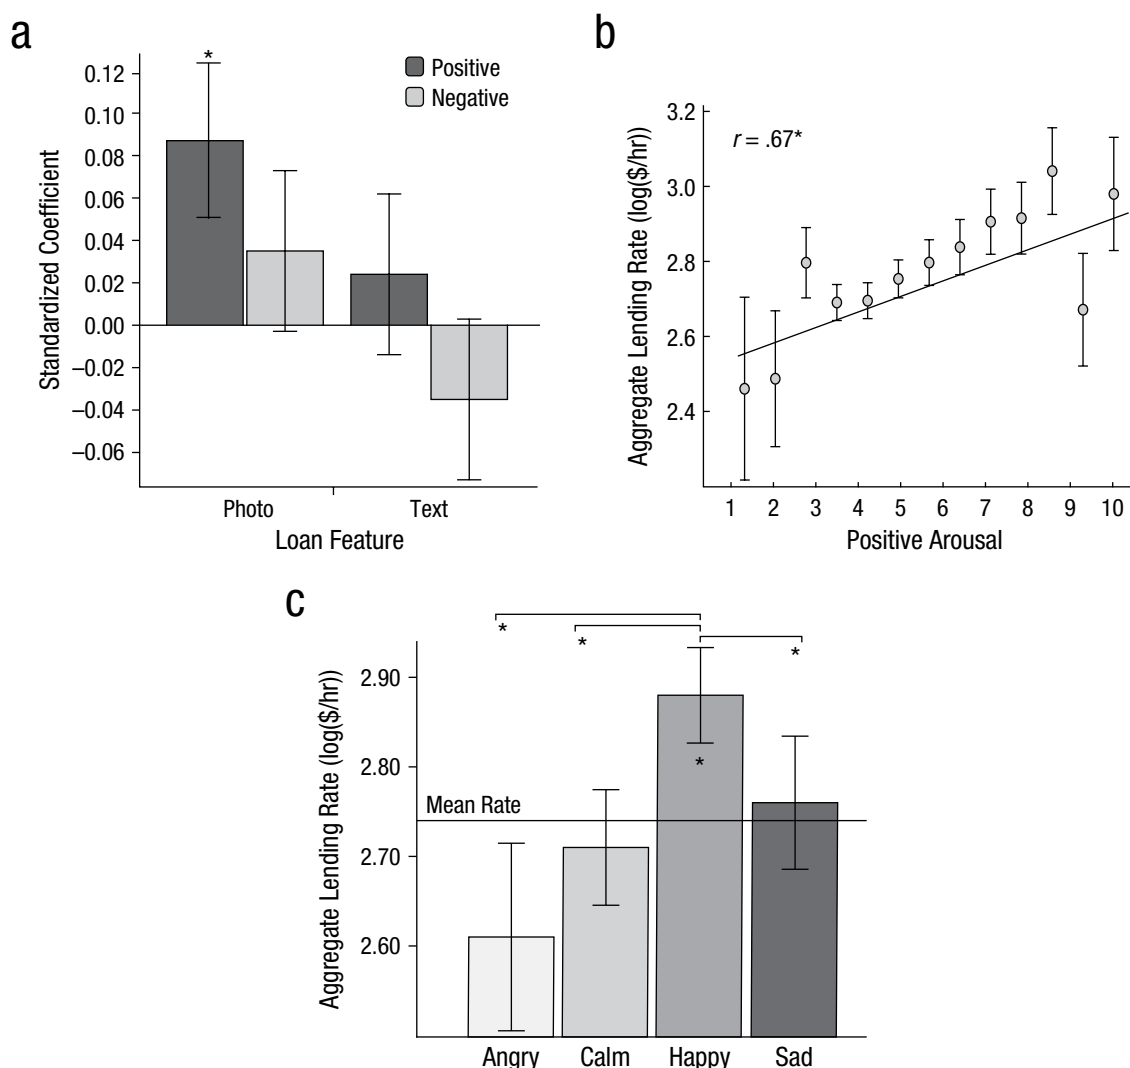 a
*
0.12
0.10
0.08
0.06
0.04
0.02
0.00
–0.02
–0.04
–0.06
Standardized Coefficient
Positive
Negative
Photo
Text
Loan Feature
b
r = .67*
3.2
3.0
2.8
2.6
2.4
Aggregate Lending Rate (log($/hr))
1 2 3 4 5 6 7 8 9 10
Positive Arousal
c
* * *
2.90
2.80
2.70
2.60
Aggregate Lending Rate (log($/hr))
*
Mean Rate
Angry Calm Happy Sad